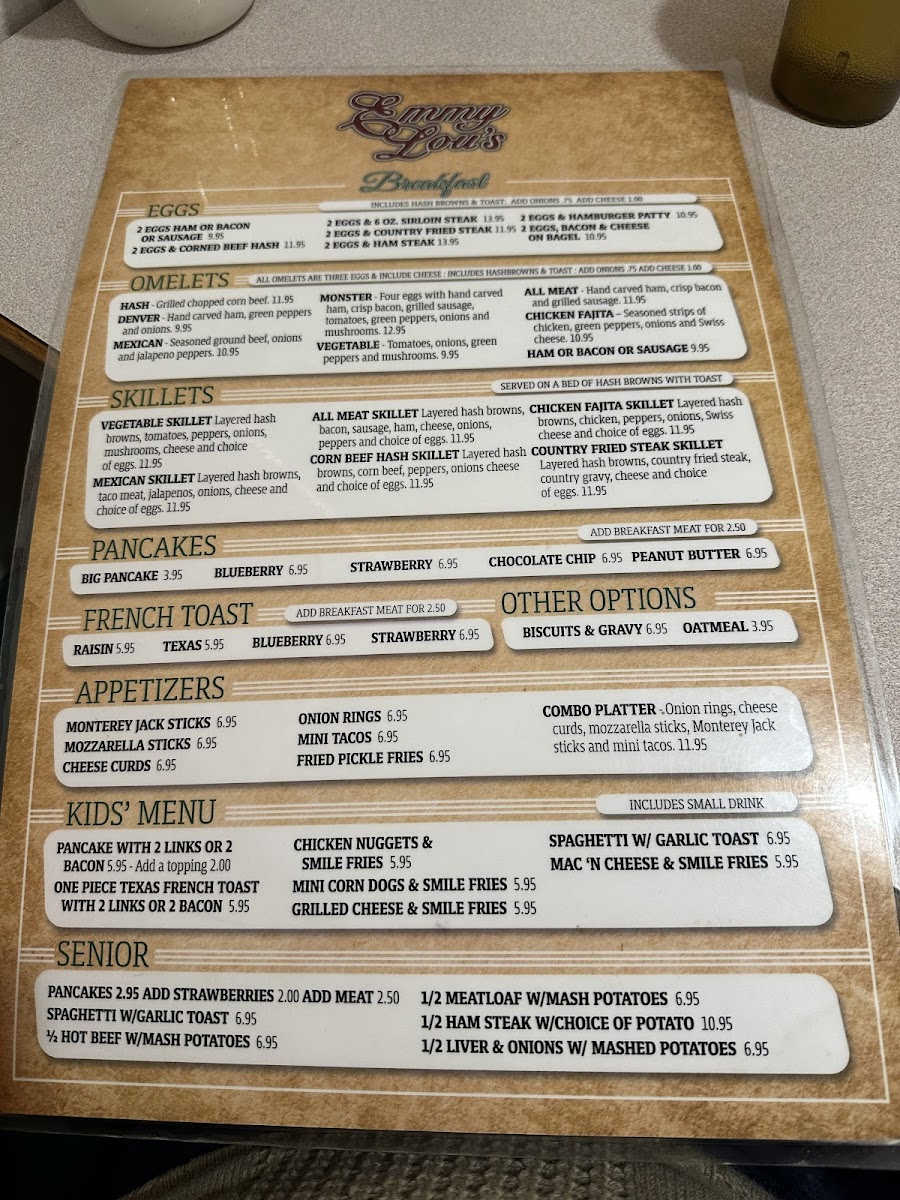 Emmy
Lou's
Breakfast
EGGS
INCLUDES HASH BROWNS & TOAST: ADD ONIONS .75 ADD CHEESE 1.00
2 EGGS HAM OR BACON
OR SAUSAGE 9.95
2 EGGS & CORNED BEEF HASH 11.95
2 EGGS & 6 OZ. SIRLOIN STEAK 13.95
2 EGGS & COUNTRY FRIED STEAK 11.95
2 EGGS & HAM STEAK 13.95
2 EGGS & HAMBURGER PATTY 10.95
2 EGGS, BACON & CHEESE
ON BAGEL 10.95
OMELETS
ALL OMELETS ARE THREE EGGS & INCLUDE CHEESE : INCLUDES HASHBROWNS & TOAST : ADD ONIONS .75 ADD CHEESE 1.00
HASH - Grilled chopped corn beef. 11.95
DENVER - Hand carved ham, green peppers
and onions. 9.95
MEXICAN - Seasoned ground beef, onions
and jalapeno peppers. 10.95
MONSTER - Four eggs with hand carved
ham, crisp bacon, grilled sausage,
tomatoes, green peppers, onions and
mushrooms. 12.95
VEGETABLE - Tomatoes, onions, green
peppers and mushrooms. 9.95
ALL MEAT - Hand carved ham, crisp bacon
and grilled sausage. 11.95
CHICKEN FAJITA – Seasoned strips of
chicken, green peppers, onions and Swiss
cheese. 10.95
HAM OR BACON OR SAUSAGE 9.95
SKILLETS
SERVED ON A BED OF HASH BROWNS WITH TOAST
VEGETABLE SKILLET Layered hash
browns, tomatoes, peppers, onions,
mushrooms, cheese and choice
of eggs. 11.95
MEXICAN SKILLET Layered hash browns,
taco meat, jalapenos, onions, cheese and
choice of eggs. 11.95
ALL MEAT SKILLET Layered hash browns,
bacon, sausage, ham, cheese, onions,
peppers and choice of eggs. 11.95
CORN BEEF HASH SKILLET Layered hash
browns, corn beef, peppers, onions cheese
and choice of eggs. 11.95
CHICKEN FAJITA SKILLET Layered hash
browns, chicken, peppers, onions, Swiss
cheese and choice of eggs. 11.95
COUNTRY FRIED STEAK SKILLET
Layered hash browns, country fried steak,
country gravy, cheese and choice
of eggs. 11.95
PANCAKES
ADD BREAKFAST MEAT FOR 2.50
BIG PANCAKE 3.95 BLUEBERRY 6.95 STRAWBERRY 6.95 CHOCOLATE CHIP 6.95 PEANUT BUTTER 6.95
FRENCH TOAST
ADD BREAKFAST MEAT FOR 2.50
RAISIN 5.95 TEXAS 5.95 BLUEBERRY 6.95 STRAWBERRY 6.95
OTHER OPTIONS
BISCUITS & GRAVY 6.95 OATMEAL 3.95
APPETIZERS
MONTEREY JACK STICKS 6.95
MOZZARELLA STICKS 6.95
CHEESE CURDS 6.95
ONION RINGS 6.95
MINI TACOS 6.95
FRIED PICKLE FRIES 6.95
COMBO PLATTER - Onion rings, cheese
curds, mozzarella sticks, Monterey Jack
sticks and mini tacos. 11.95
KIDS' MENU
INCLUDES SMALL DRINK
PANCAKE WITH 2 LINKS OR 2
BACON 5.95 - Add a topping 2.00
ONE PIECE TEXAS FRENCH TOAST
WITH 2 LINKS OR 2 BACON 5.95
CHICKEN NUGGETS &
SMILE FRIES 5.95
MINI CORN DOGS & SMILE FRIES 5.95
GRILLED CHEESE & SMILE FRIES 5.95
SPAGHETTI W/ GARLIC TOAST 6.95
MAC 'N CHEESE & SMILE FRIES 5.95
SENIOR
PANCAKES 2.95 ADD STRAWBERRIES 2.00 ADD MEAT 2.50
SPAGHETTI W/GARLIC TOAST 6.95
½ HOT BEEF W/MASH POTATOES 6.95
1/2 MEATLOAF W/MASH POTATOES 6.95
1/2 HAM STEAK W/CHOICE OF POTATO 10.95
1/2 LIVER & ONIONS W/ MASHED POTATOES 6.95